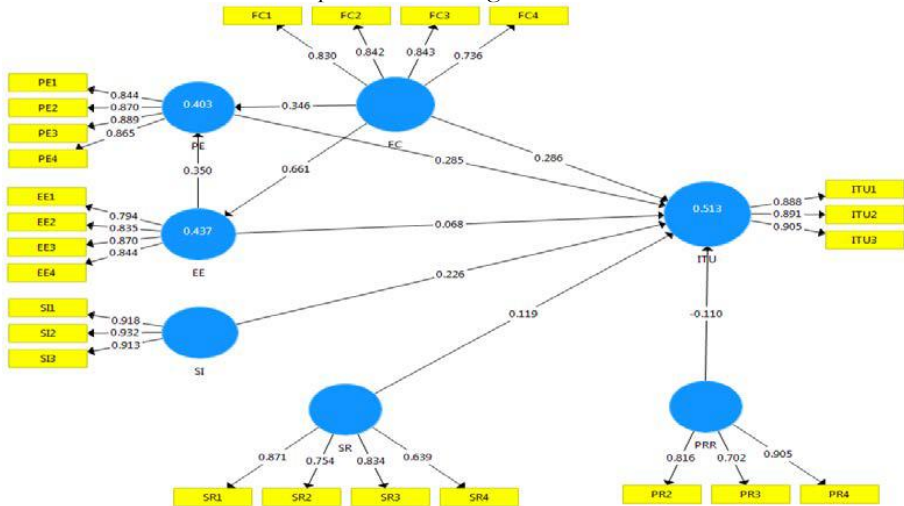 FC1
FC2
FC3
FC4
0.830
0.842
0.843
0.736
PE1
PE2
PE3
PE4
0.844
0.870
0.889
0.865
0.403
PE
0.346
FC
0.350
0.661
0.285
0.286
EE1
EE2
EE3
EE4
0.794
0.835
0.870
0.844
0.437
EE
0.068
0.513
ITU
0.888
0.891
0.905
ITU1
ITU2
ITU3
SI1
SI2
SI3
0.918
0.932
0.913
SI
0.226
0.119
-0.110
SR
0.871
0.754
0.834
0.639
SR1
SR2
SR3
SR4
PRR
0.816
0.702
0.905
PR2
PR3
PR4